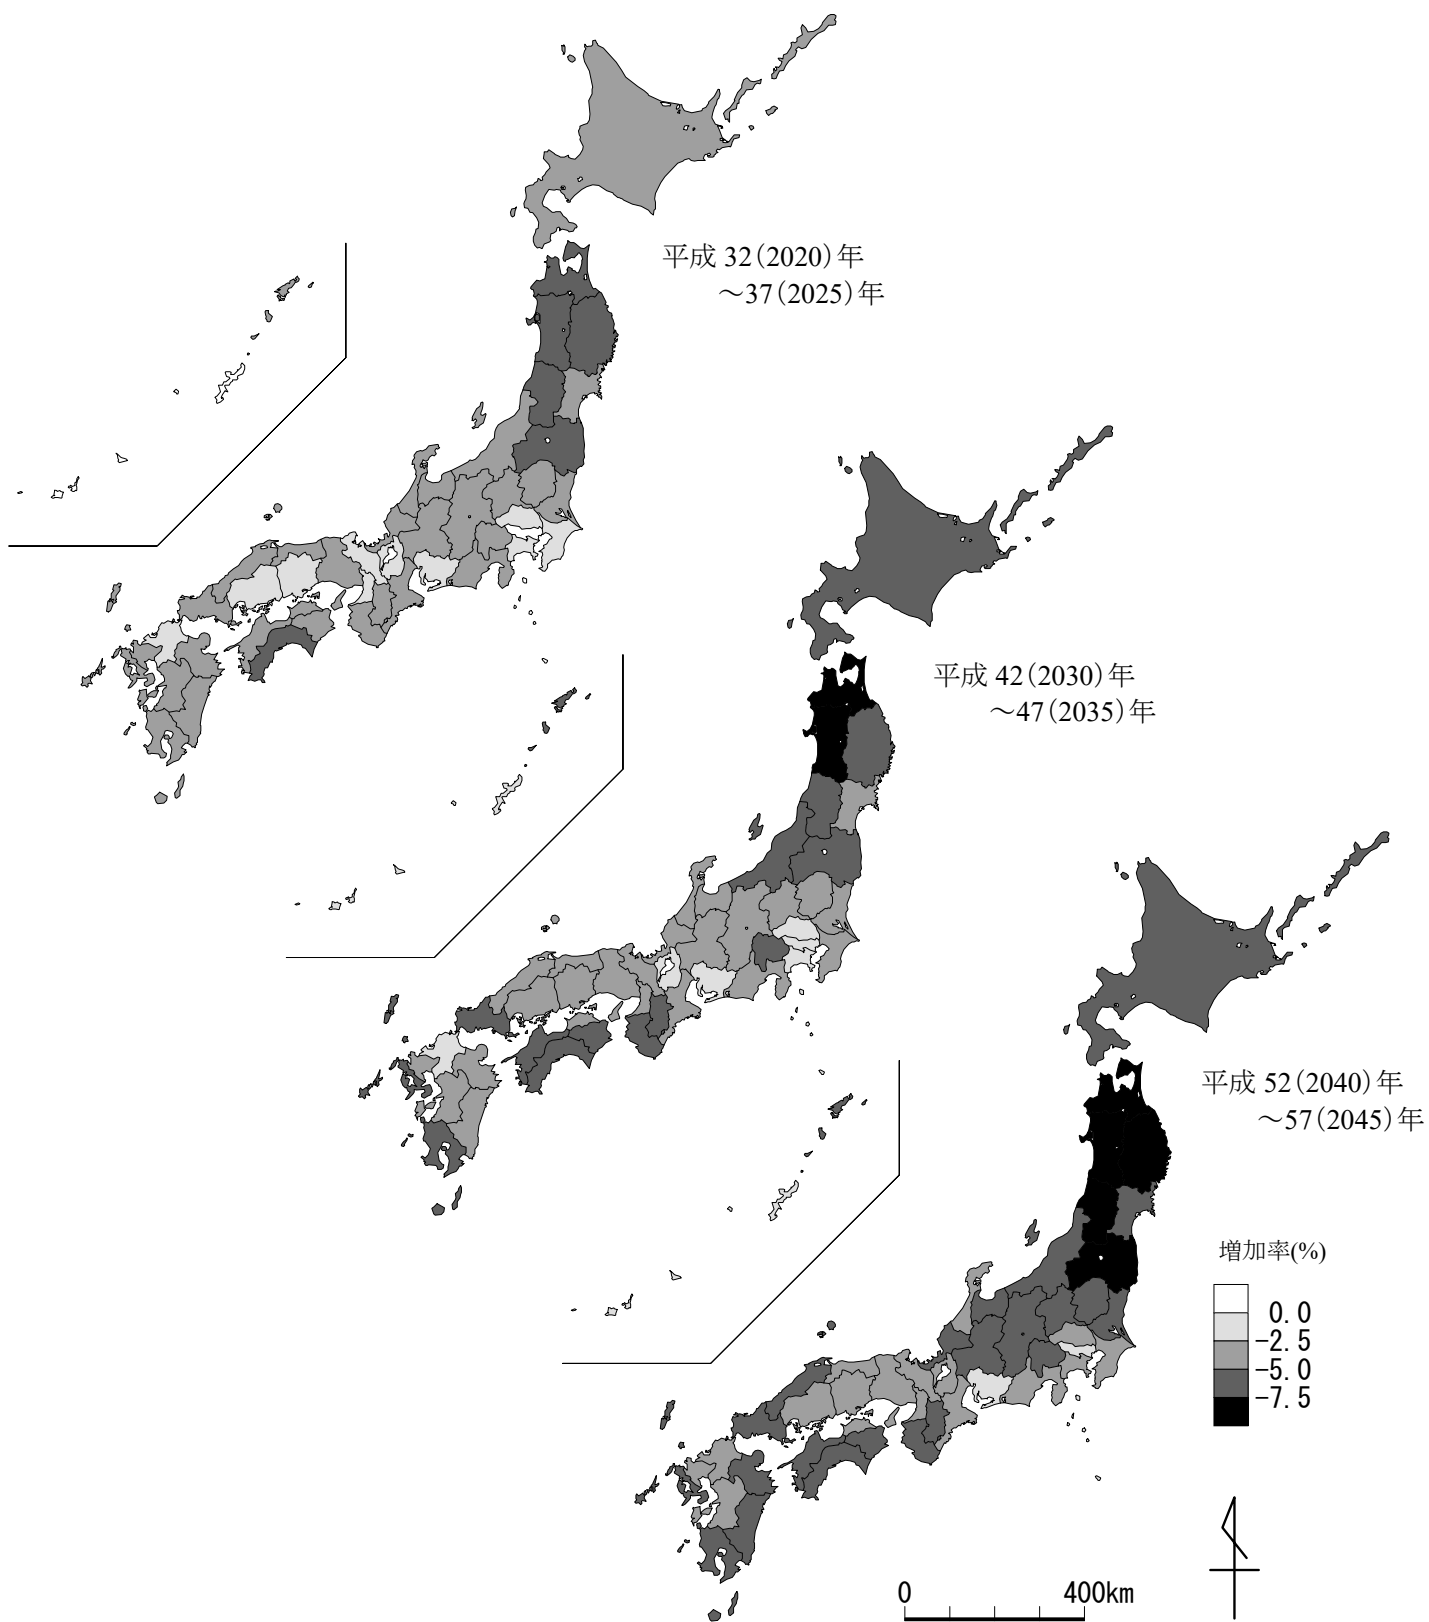 平成 32(2020)年
～37(2025)年
平成 42(2030)年
～47(2035)年
平成 52(2040)年
～57(2045)年
増加率(%)
0.0
-2.5
-5.0
-7.5
0 400km